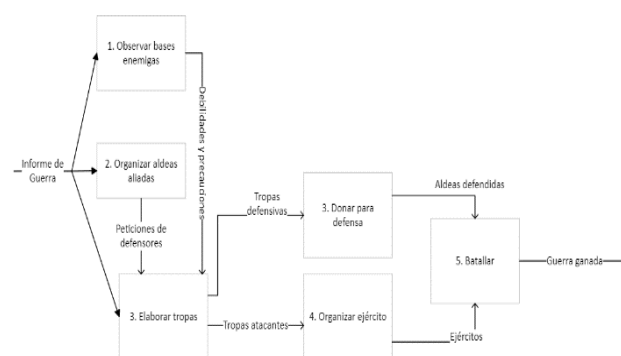 1. Observar bases
enemigas
Informe de
Guerra
2. Organizar aldeas
aliadas
Debilidades y precauciones
Peticiones de
defensores
3. Elaborar tropas
Tropas
defensivas
3. Donar para
defensa
Aldeas defendidas
Tropas atacantes
4. Organizar ejército
Ejércitos
5. Batallar
Guerra ganada